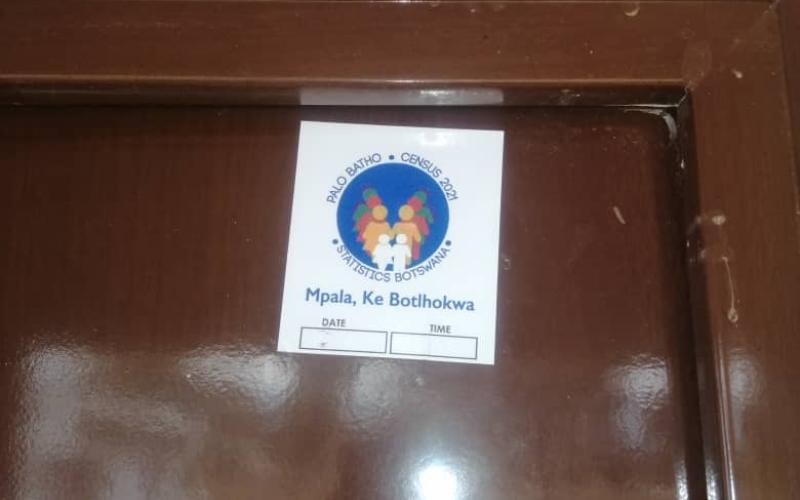 PALO BATHO • CENSUS 2021
• STATISTICS BOTSWANA •
Mpala, Ke Botlhokwa
DATE
TIME